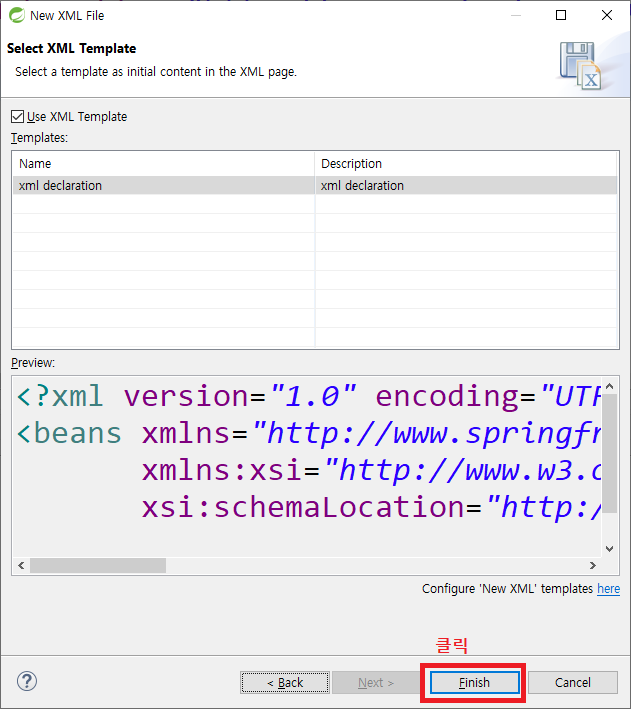 New XML File
Select XML Template
Select a template as initial content in the XML page.
Use XML Template
Templates:
Name Description
xml declaration xml declaration
Preview:
<?xml version="1.0" encoding="UTF
<beans xmlns="http://www.springfr
xmlns:xsi="http://www.w3.o
xsi:schemaLocation="http:/
Configure 'New XML' templates here
클릭
< Back Next > Finish Cancel